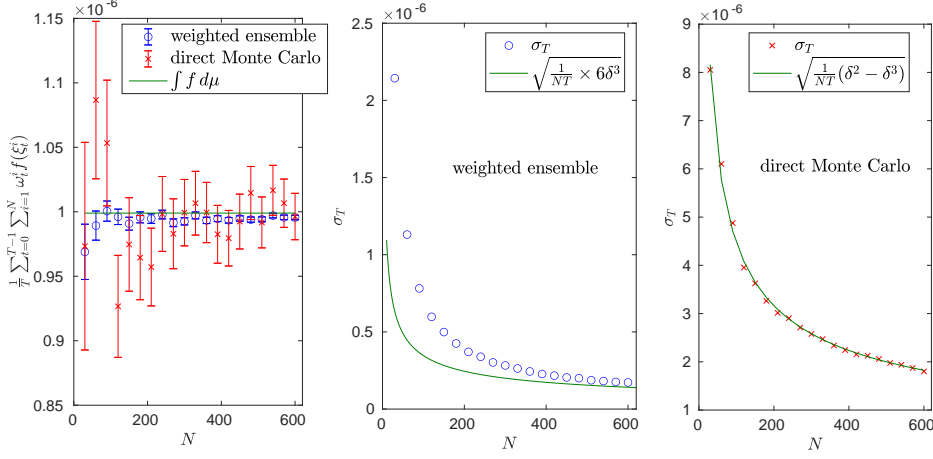 ×10⁻⁶
1.15
1.1
1.05
1
0.95
0.9
0.85
0
200
400
600
N
1/T ∑_{t=0}^{T−1} ∑_{i=1}^{N} ω_t^i f(ξ_t^i)
weighted ensemble
direct Monte Carlo
∫ f dμ
×10⁻⁶
2.5
2
1.5
1
0.5
0
0
200
400
600
N
σ_T
σ_T
√(1/(NT) × 6δ³)
weighted ensemble
×10⁻⁶
9
8
7
6
5
4
3
2
1
0
200
400
600
N
σ_T
σ_T
√(1/(NT) (δ² − δ³))
direct Monte Carlo